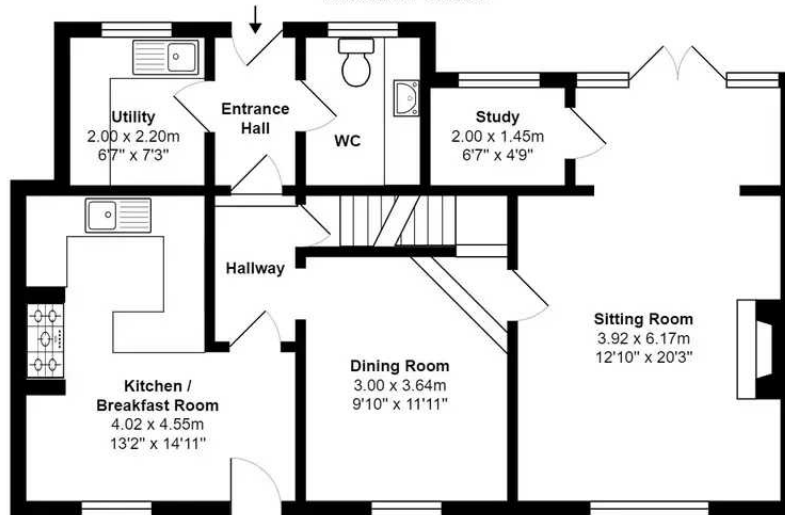 Utility
2.00 x 2.20m
6'7" x 7'3"
Entrance
Hall
WC
Study
2.00 x 1.45m
6'7" x 4'9"
Hallway
Sitting Room
3.92 x 6.17m
12'10" x 20'3"
Dining Room
3.00 x 3.64m
9'10" x 11'11"
Kitchen /
Breakfast Room
4.02 x 4.55m
13'2" x 14'11"